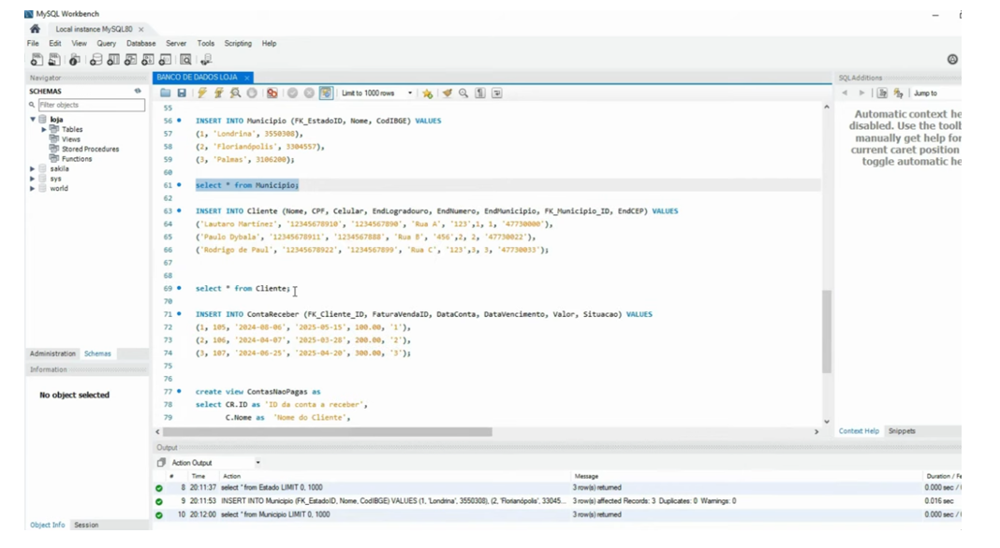 MySQL Workbench
Local instance MySQL80 ×
File Edit View Query Database Server Tools Scripting Help
Navigator
SCHEMAS
Filter objects
loja
Tables
Views
Stored Procedures
Functions
sakila
sys
world
Administration Schemas
Information
No object selected
Object Info Session
BANCO DE DADOS LOJA ×
Limit to 1000 rows
55
56 INSERT INTO Municipio (FK_EstadoID, Nome, CodIBGE) VALUES
57 (1, 'Londrina', 3550308),
58 (2, 'Florianópolis', 3304557),
59 (3, 'Palmas', 3106200);
60
61 select * from Municipio;
62
63 INSERT INTO Cliente (Nome, CPF, Celular, EndLogradouro, EndNumero, EndMunicipio, FK_Municipio_ID, EndCEP) VALUES
64 ('Lautaro Martinez', '12345678910', '1234567890', 'Rua A', '123',1, 1, '47730000'),
65 ('Paulo Dybala', '12345678911', '1234567888', 'Rua B', '456',2, 2, '47730022'),
66 ('Rodrigo de Paul', '12345678922', '1234567899', 'Rua C', '123',3, 3, '47730033');
67
68
69 select * from Cliente;
70
71 INSERT INTO ContaReceber (FK_Cliente_ID, FaturaVendaID, DataConta, DataVencimento, Valor, Situacao) VALUES
72 (1, 105, '2024-08-06', '2025-05-15', 100.00, '1'),
73 (2, 106, '2024-04-07', '2025-03-28', 200.00, '2'),
74 (3, 107, '2024-06-25', '2025-04-20', 300.00, '3');
75
76
77 create view ContasNaoPagas as
78 select CR.ID as 'ID da conta a receber',
79 C.Nome as 'Nome do Cliente',
SQLAdditions
Jump to
Automatic context he
disabled. Use the toolb
manually get help for
current caret position
toggle automatic he
Context Help Snippets
Output
Action Output
# Time Action Message Duration / Fe
8 20:11:37 select * from Estado LIMIT 0, 1000 3 row(s) returned 0.000 sec /
9 20:11:53 INSERT INTO Municipio (FK_EstadoID, Nome, CodIBGE) VALUES (1, 'Londrina', 3550308), (2, 'Florianópolis', 33045... 3 row(s) affected Records: 3 Duplicates: 0 Warnings: 0 0.016 sec
10 20:12:00 select * from Municipio LIMIT 0, 1000 3 row(s) returned 0.000 sec /